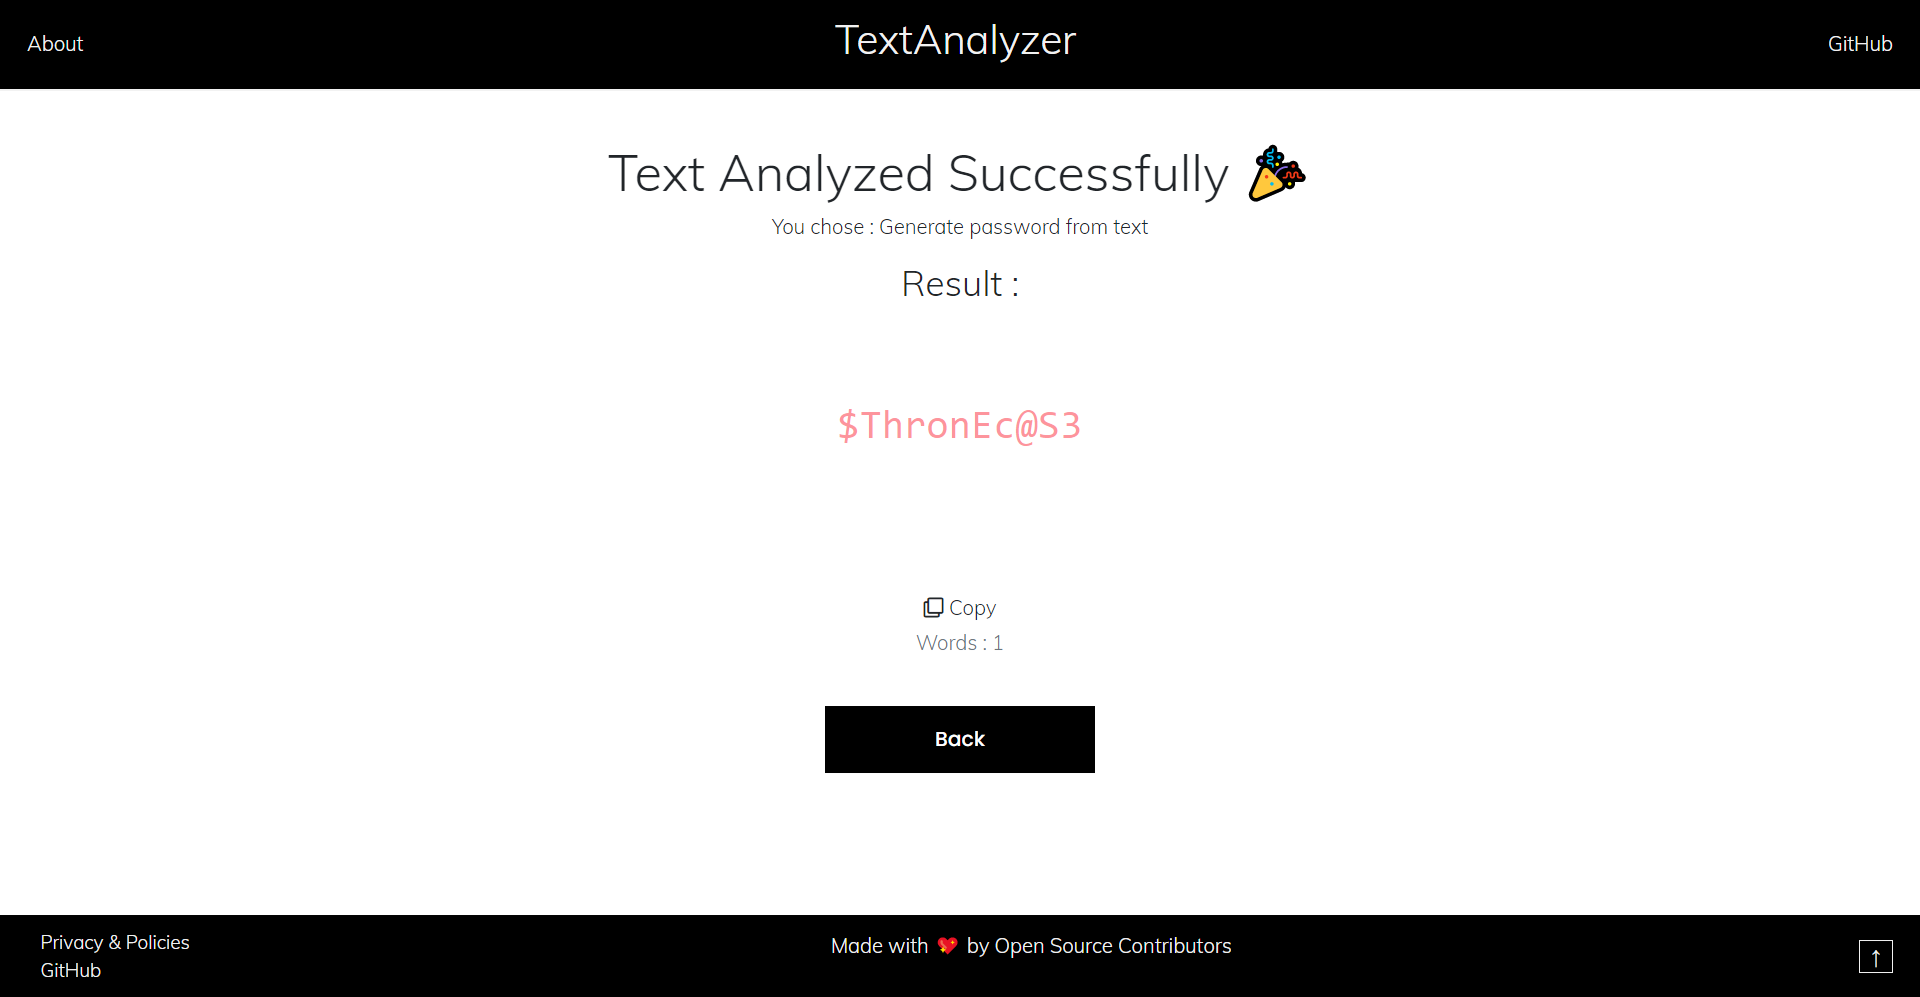 About
TextAnalyzer
GitHub
Text Analyzed Successfully 🎉
You chose : Generate password from text
Result :
$ThronEc@S3
Copy
Words : 1
Back
Privacy & Policies
GitHub
Made with 💖 by Open Source Contributors
↑